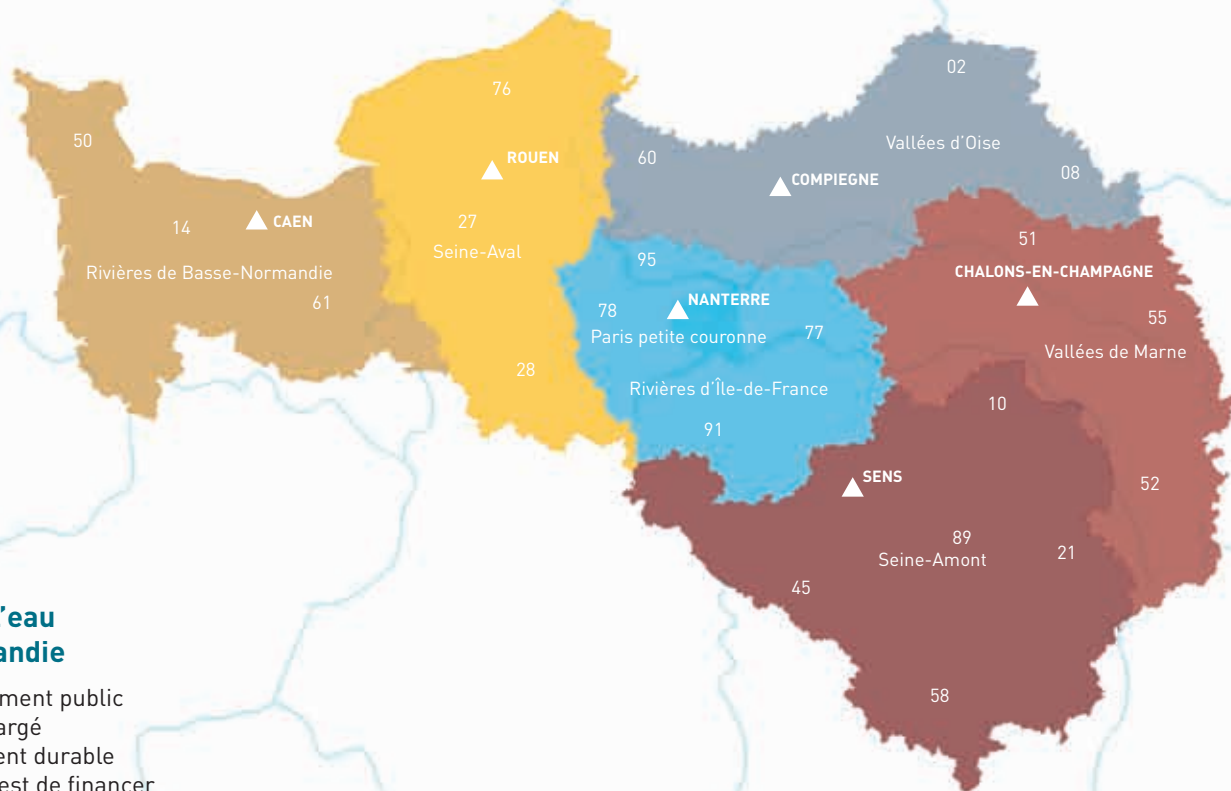 02
76
50
60
Vallées d’Oise
ROUEN
08
COMPIEGNE
14
CAEN
27
51
Seine-Aval
95
Rivières de Basse-Normandie
CHALONS-EN-CHAMPAGNE
61
78
NANTERRE
55
Paris petite couronne
77
Vallées de Marne
28
Rivières d’Île-de-France
10
91
SENS
52
89
21
Seine-Amont
45
58
’eau
andie
ment public
argé
ent durable
est de financer